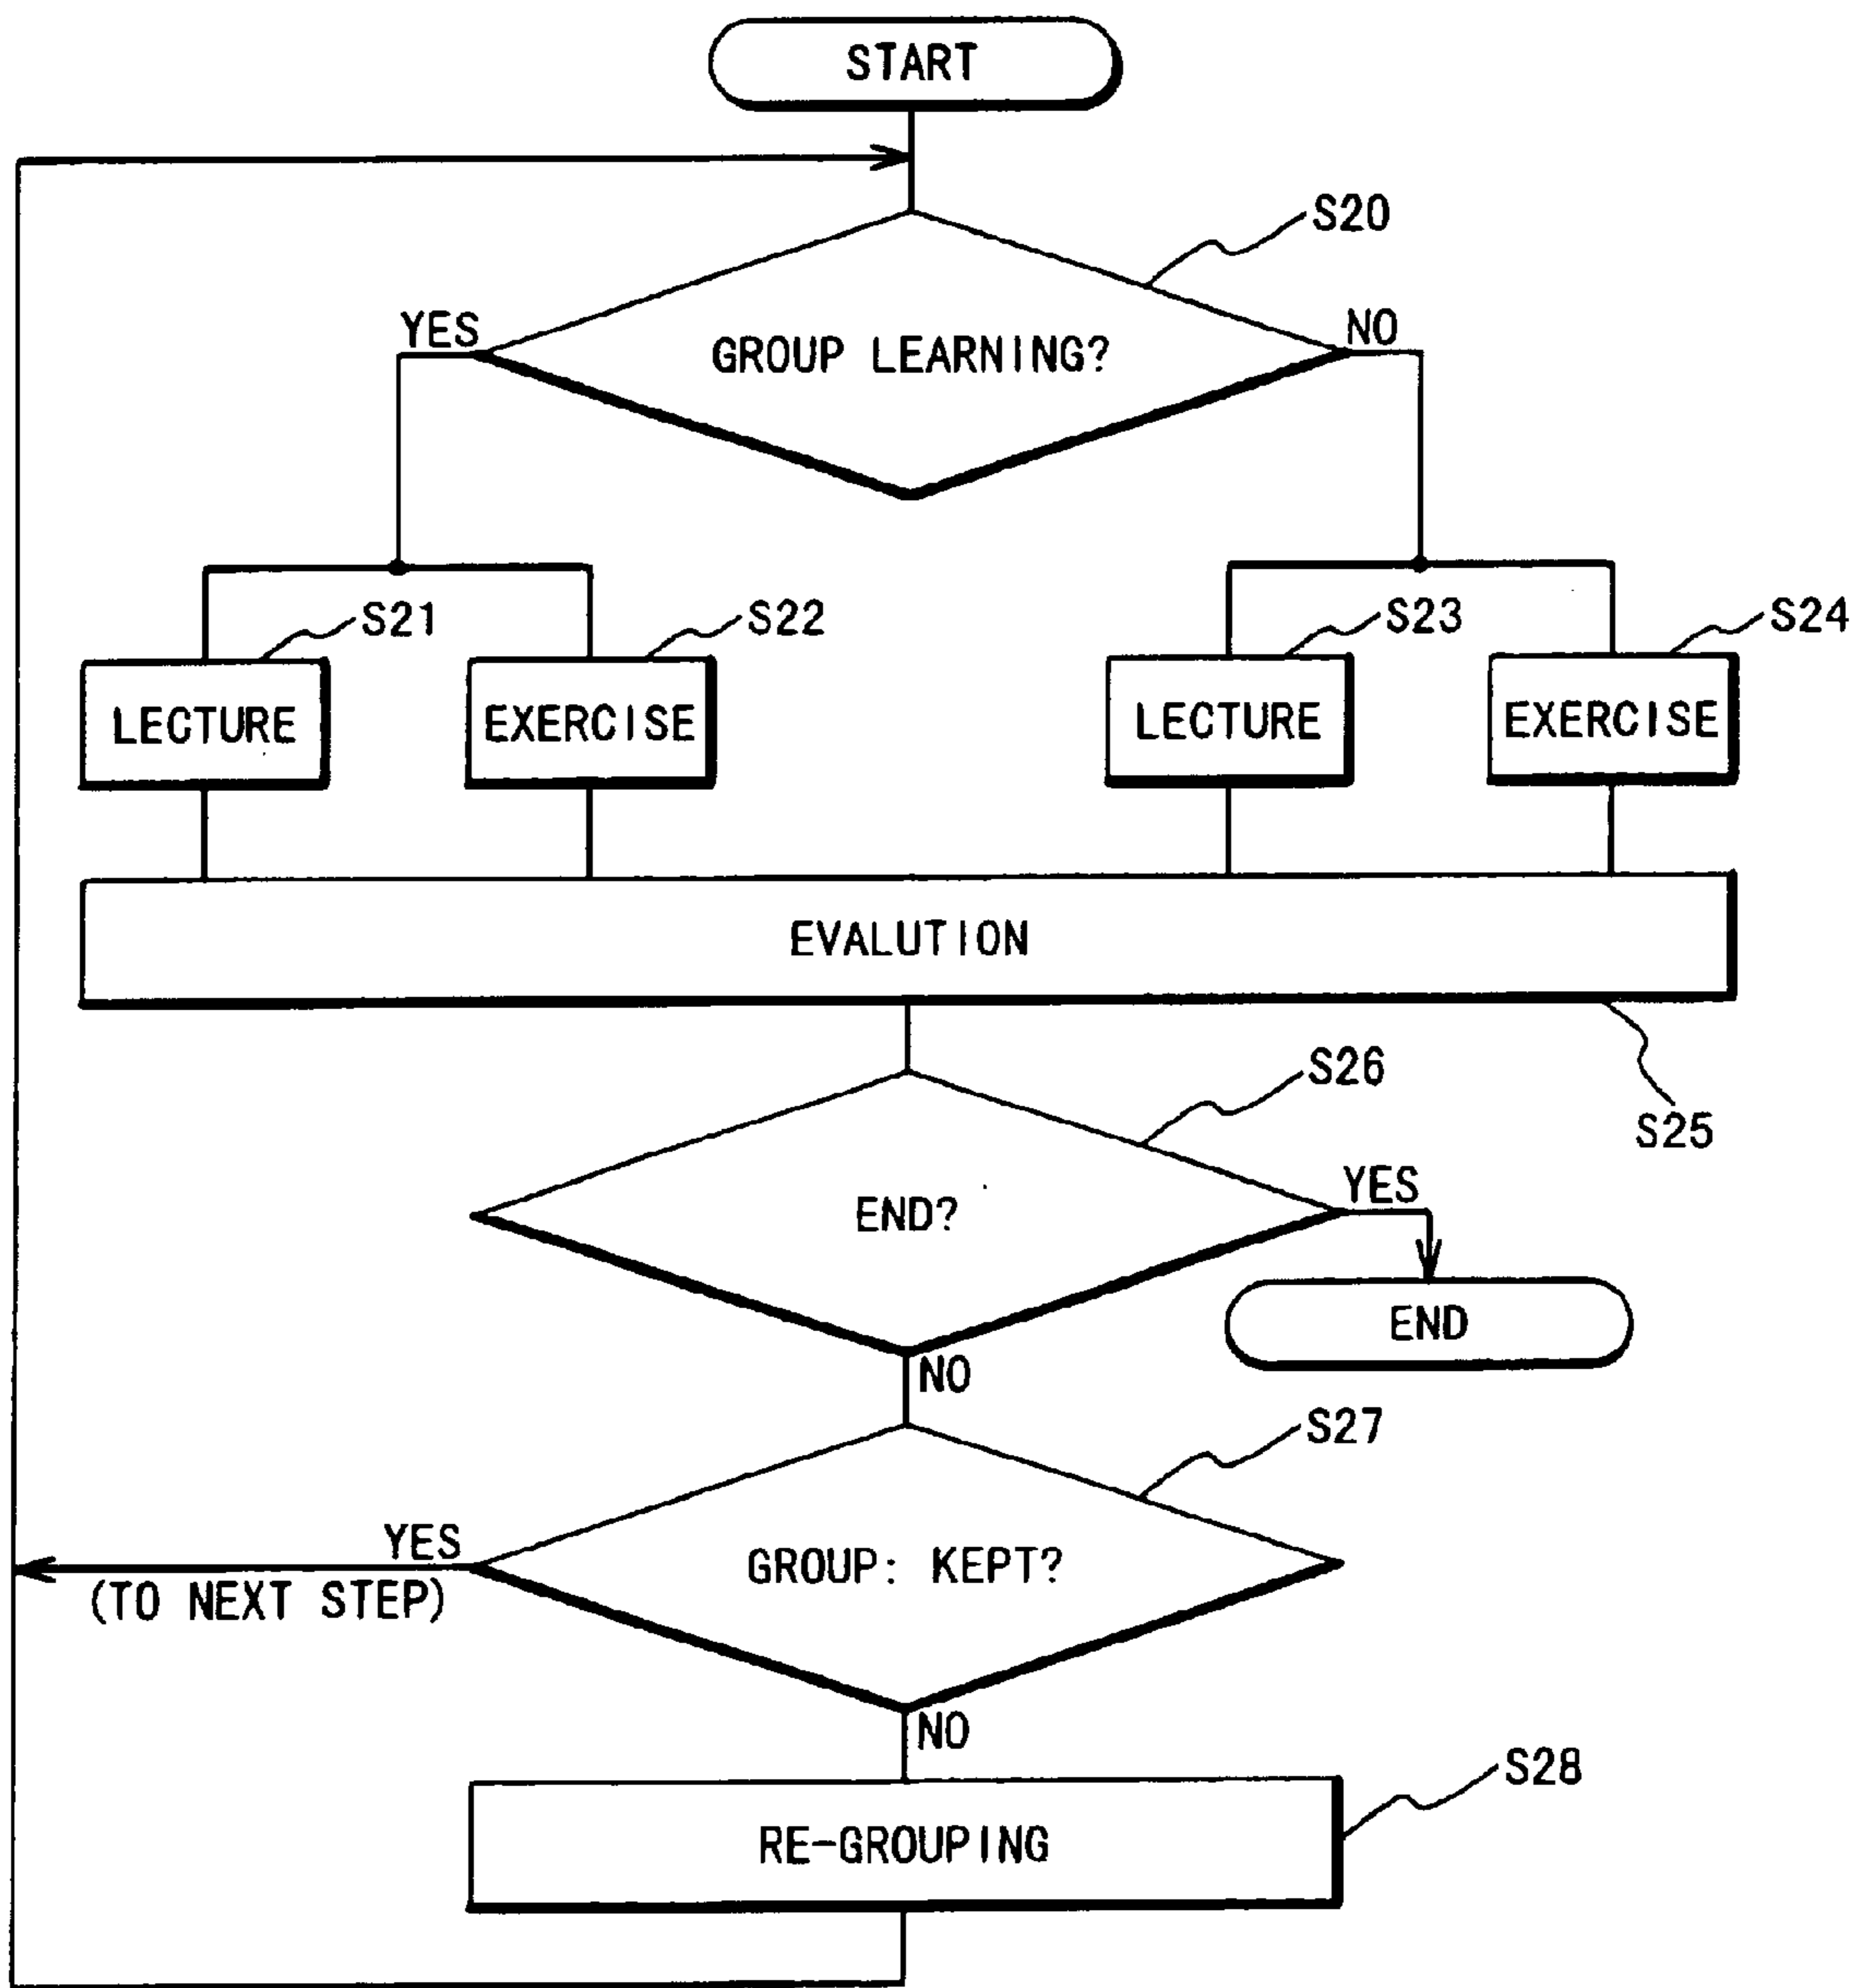 START
S20
YES
NO
GROUP LEARNING?
S21
S22
S23
S24
LECTURE
EXERCISE
LECTURE
EXERCISE
EVALUTION
S26
S25
YES
END?
END
NO
S27
YES
GROUP: KEPT?
(TO NEXT STEP)
NO
S28
RE-GROUPING